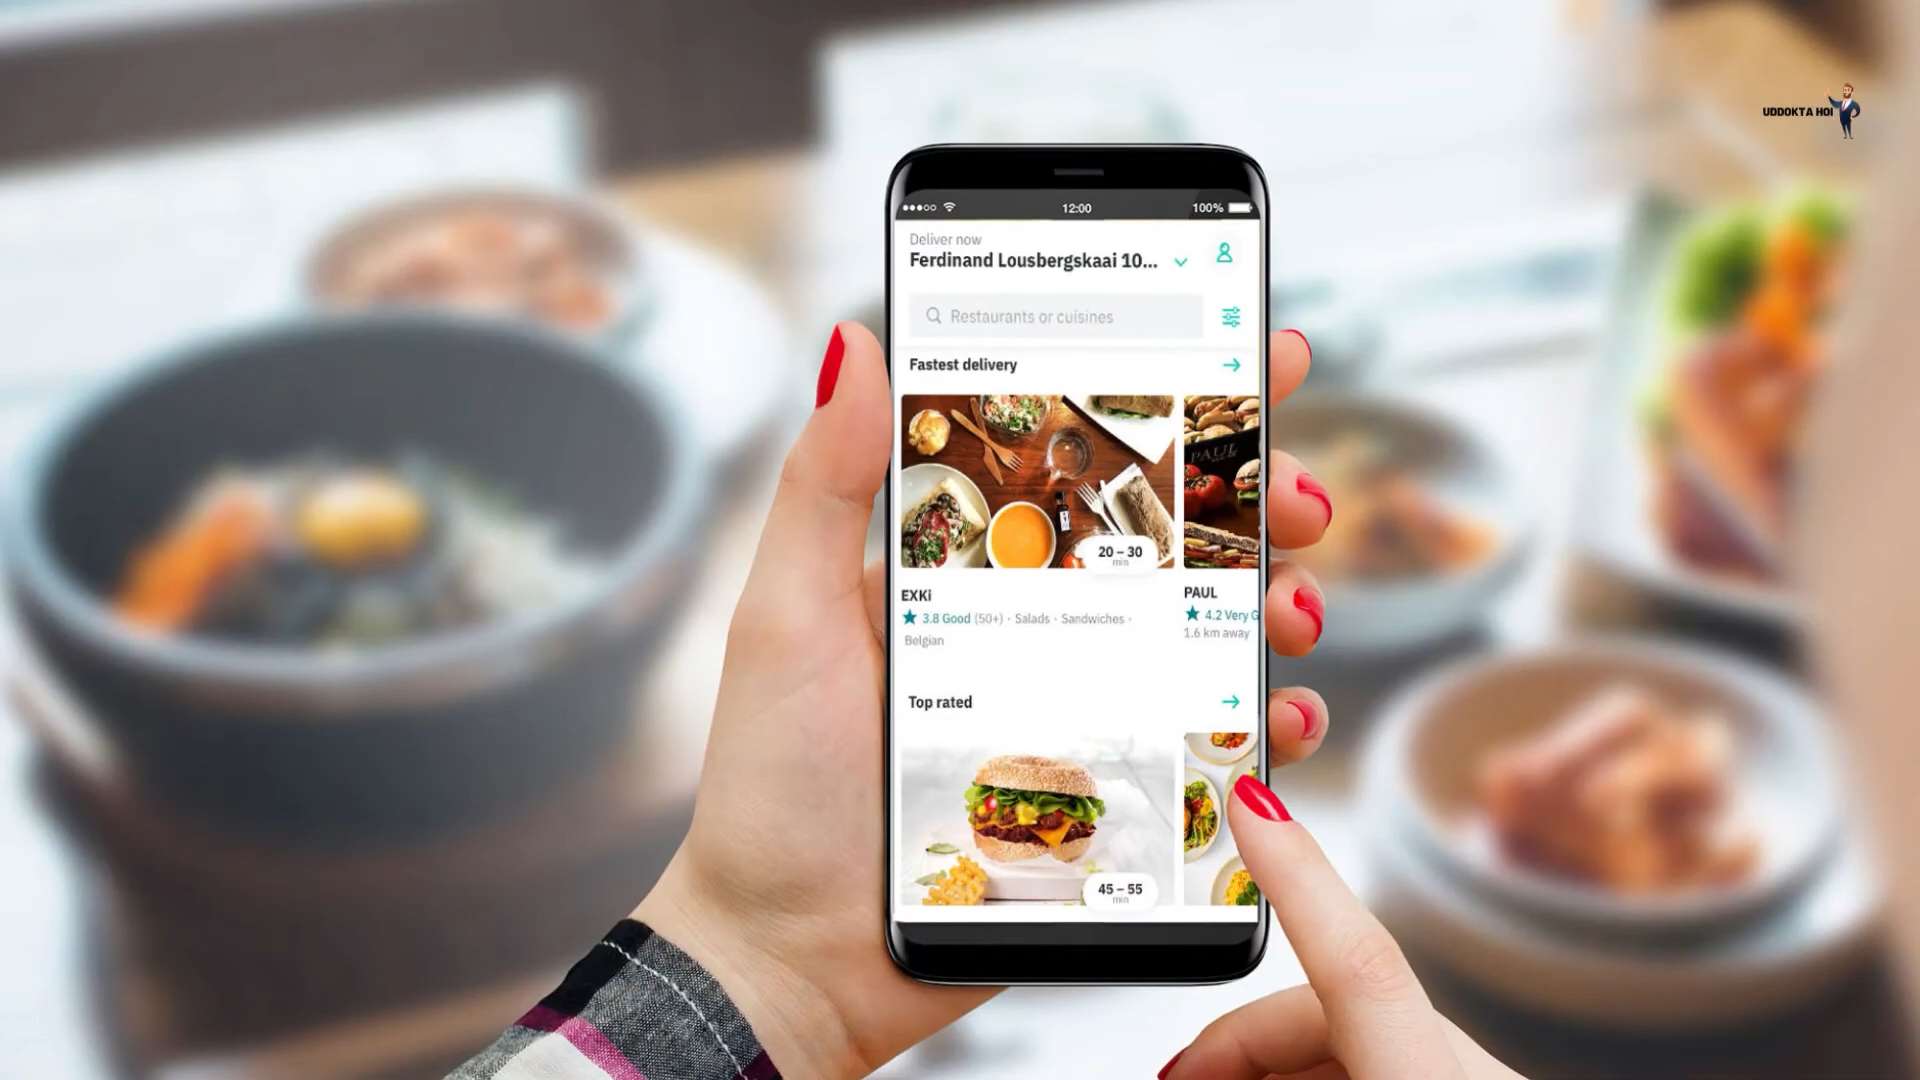 UDDOKTA HOI
12:00
100%
Deliver now
Ferdinand Lousbergskaai 10...
Restaurants or cuisines
Fastest delivery
PAUL
20 – 30
min
EXKi
3.8 Good (50+) · Salads · Sandwiches ·
Belgian
PAUL
4.2 Very G
1.6 km away
Top rated
45 – 55
min